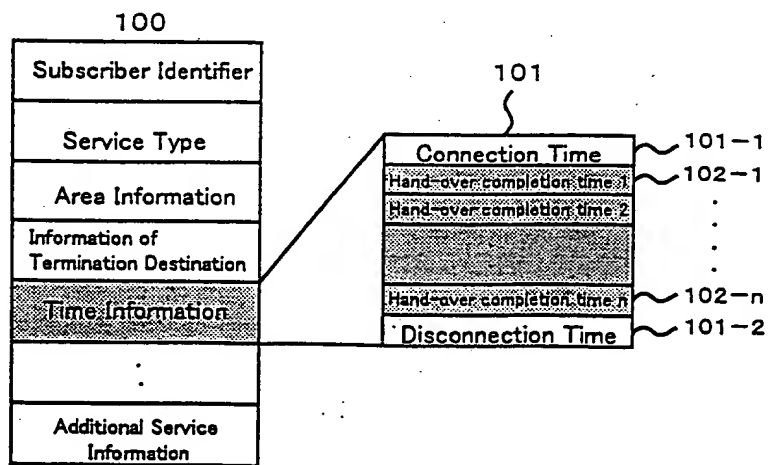 100
Subscriber Identifier
Service Type
Area Information
Information of
Termination Destination
Time Information
Additional Service
Information
101
Connection Time
101-1
Hand-over completion time 1
102-1
Hand-over completion time 2
Hand-over completion time n
102-n
Disconnection Time
101-2